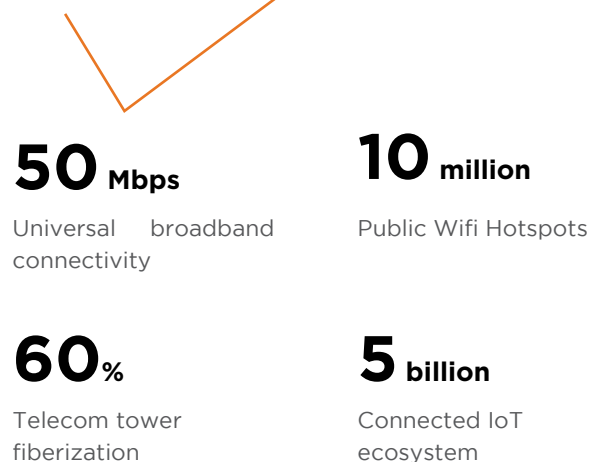 50 Mbps
Universal broadband
connectivity
10 million
Public Wifi Hotspots
60%
Telecom tower
fiberization
5 billion
Connected IoT
ecosystem